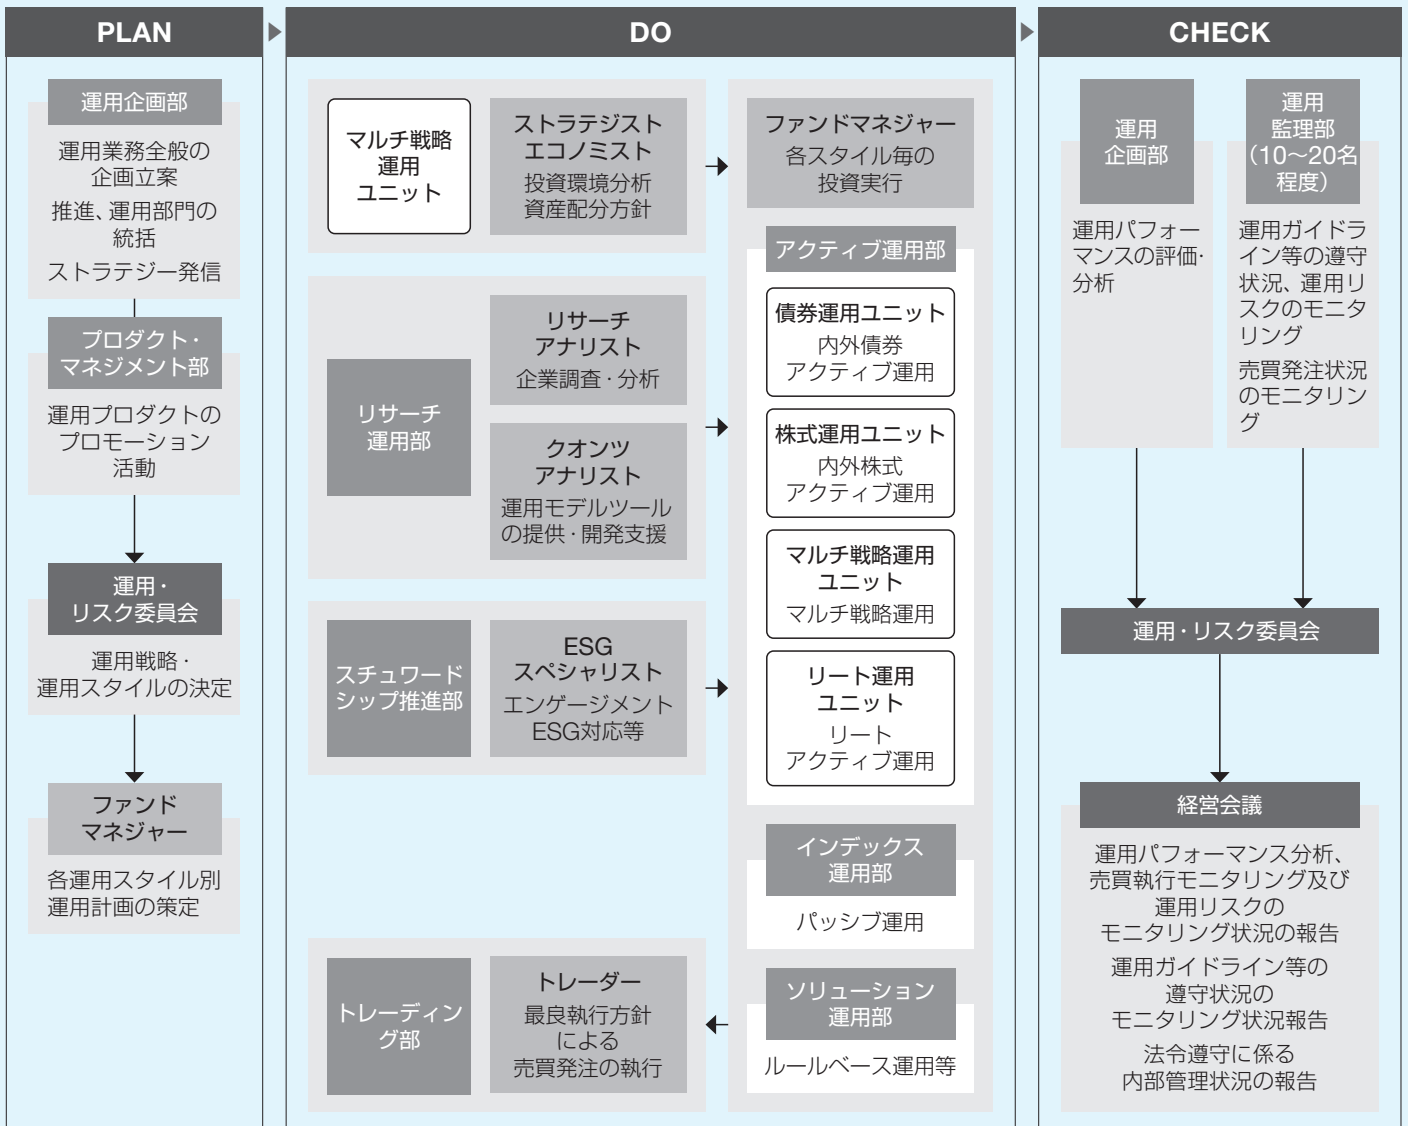 PLAN
運用企画部
運用業務全般の
企画立案
推進、運用部門の
統括
ストラテジー発信
プロダクト・
マネジメント部
運用プロダクトの
プロモーション
活動
運用・
リスク委員会
運用戦略・
運用スタイルの決定
ファンド
マネジャー
各運用スタイル別
運用計画の策定
DO
マルチ戦略
運用
ユニット
ストラテジスト
エコノミスト
投資環境分析
資産配分方針
リサーチ
運用部
リサーチ
アナリスト
企業調査・分析
クオンツ
アナリスト
運用モデルツール
の提供・開発支援
スチュワード
シップ推進部
ESG
スペシャリスト
エンゲージメント
ESG対応等
トレーディン
グ部
トレーダー
最良執行方針
による
売買発注の執行
ファンドマネジャー
各スタイル毎の
投資実行
アクティブ運用部
債券運用ユニット
内外債券
アクティブ運用
株式運用ユニット
内外株式
アクティブ運用
マルチ戦略運用
ユニット
マルチ戦略運用
リート運用
ユニット
リート
アクティブ運用
インデックス
運用部
パッシブ運用
ソリューション
運用部
ルールベース運用等
CHECK
運用
企画部
運用パフォー
マンスの評価・
分析
運用
監理部
（10～20名
程度）
運用ガイドラ
イン等の遵守
状況、運用リ
スクのモニタ
リング
売買発注状況
のモニタリン
グ
運用・リスク委員会
経営会議
運用パフォーマンス分析、
売買執行モニタリング及び
運用リスクの
モニタリング状況の報告
運用ガイドライン等の
遵守状況の
モニタリング状況報告
法令遵守に係る
内部管理状況の報告